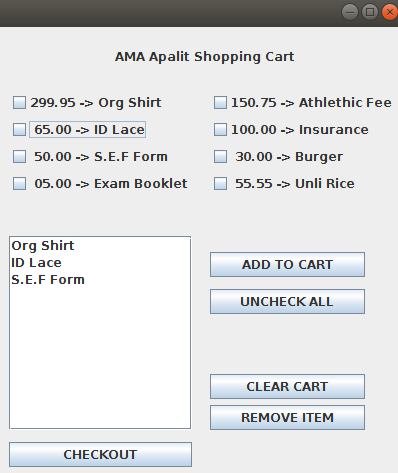 AMA Apalit Shopping Cart
299.95 -> Org Shirt
150.75 -> Athlethic Fee
65.00 -> ID Lace
100.00 -> Insurance
50.00 -> S.E.F Form
30.00 -> Burger
05.00 -> Exam Booklet
55.55 -> Unli Rice
Org Shirt
ID Lace
S.E.F Form
ADD TO CART
UNCHECK ALL
CLEAR CART
REMOVE ITEM
CHECKOUT